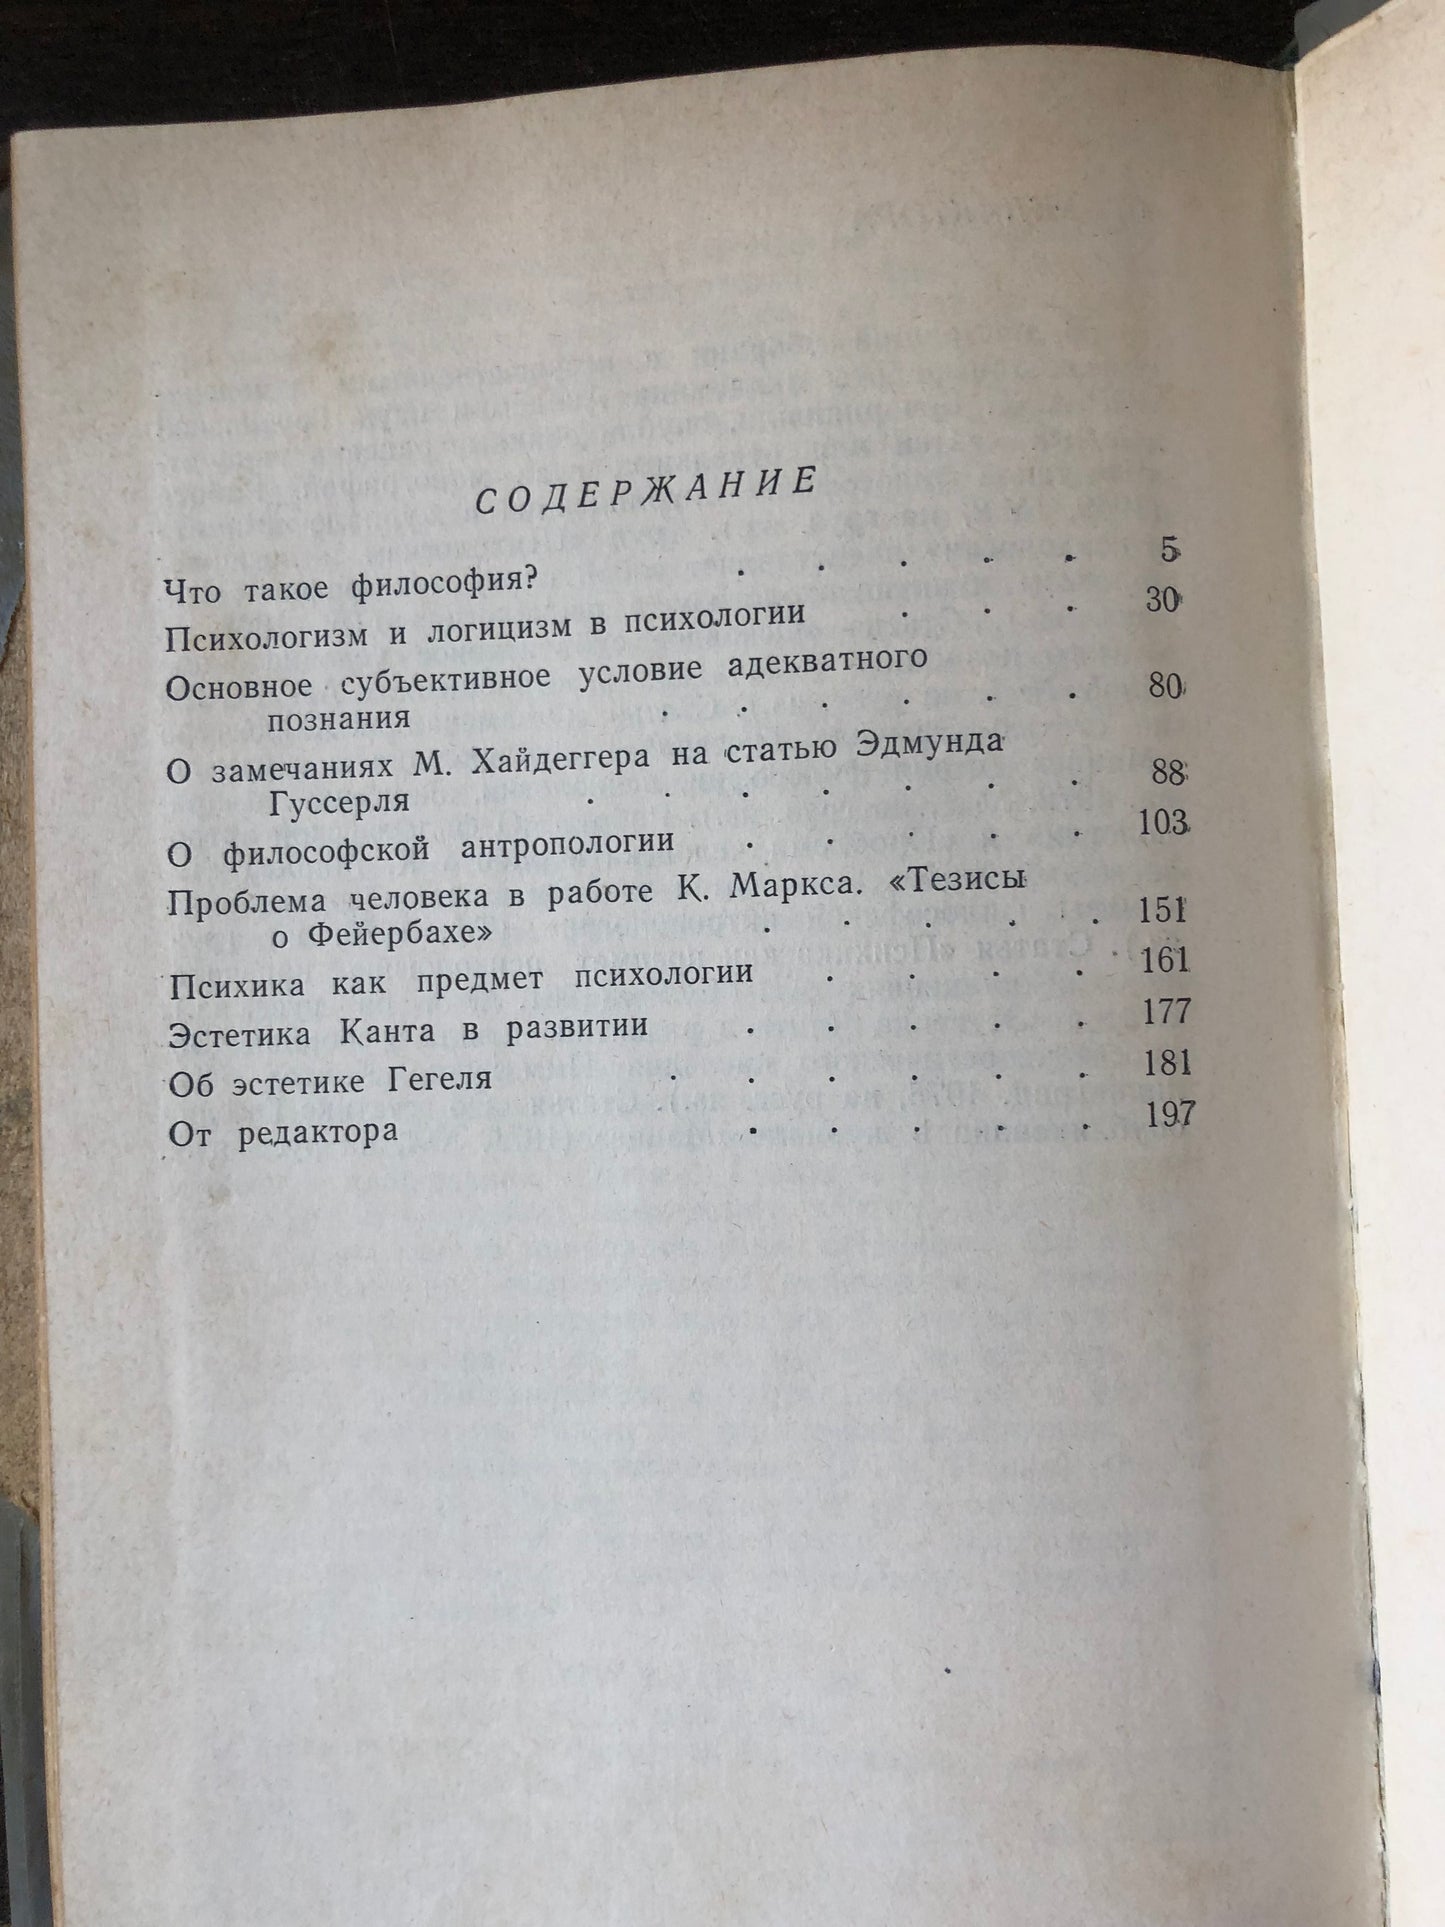 СОДЕРЖАНИЕ
Что такое философия? . . . . . 5
Психологизм и логицизм в психологии . . . 30
Основное субъективное условие адекватного
познания . . . . . . 80
О замечаниях М. Хайдеггера на статью Эдмунда
Гуссерля . . . . . . . 88
О философской антропологии . . . . . 103
Проблема человека в работе К. Маркса. «Тезисы
о Фейербахе» . . . . . 151
Психика как предмет психологии . . . . 161
Эстетика Канта в развитии . . . . . 177
Об эстетике Гегеля . . . . . . 181
От редактора . . . . . 197